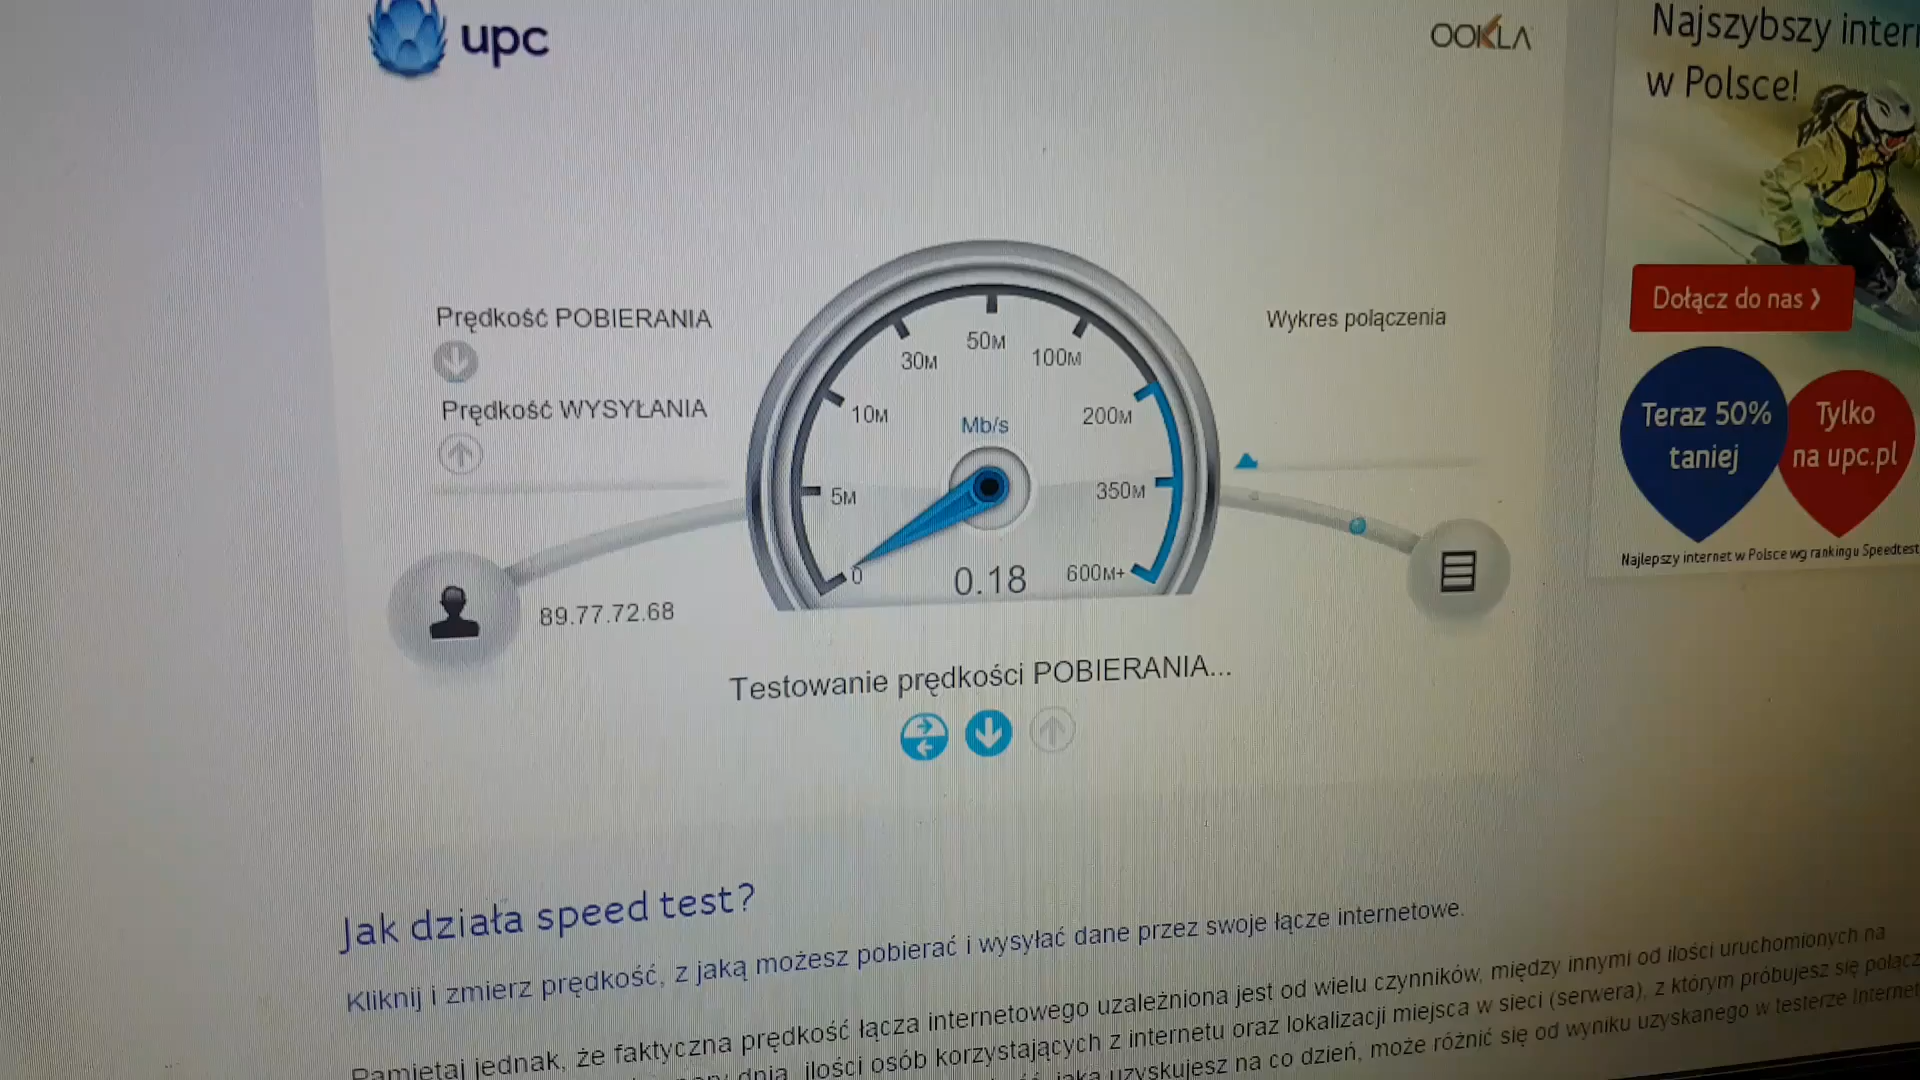 upc
OOKLA
Najszybszy
w Polsce!
Prędkość POBIERANIA
Prędkość WYSYŁANIA
Wykres połączenia
Dołącz do nas ❯
0
5M
10M
30M
50M
100M
200M
350M
600M+
Mb/s
0.18
Teraz 50%
taniej
Tylko
na upc.pl
Najlepszy internet w Polsce wg rankingu Speedtest
89.77.72.68
Testowanie prędkości POBIERANIA...
Jak działa speed test?
Kliknij i zmierz prędkość, z jaką możesz pobierać i wysyłać dane przez swoje łącze internetowe.
Pamiętaj jednak, że faktyczna prędkość łącza internetowego uzależniona jest od wielu czynników, między innymi od ilości uruchomionych na
dnia, ilości osób korzystających z internetu oraz lokalizacji miejsca w sieci (serwera), z którym próbujesz się
jaką uzyskujesz na co dzień, może różnić się od wyniku uzyskanego w testerze